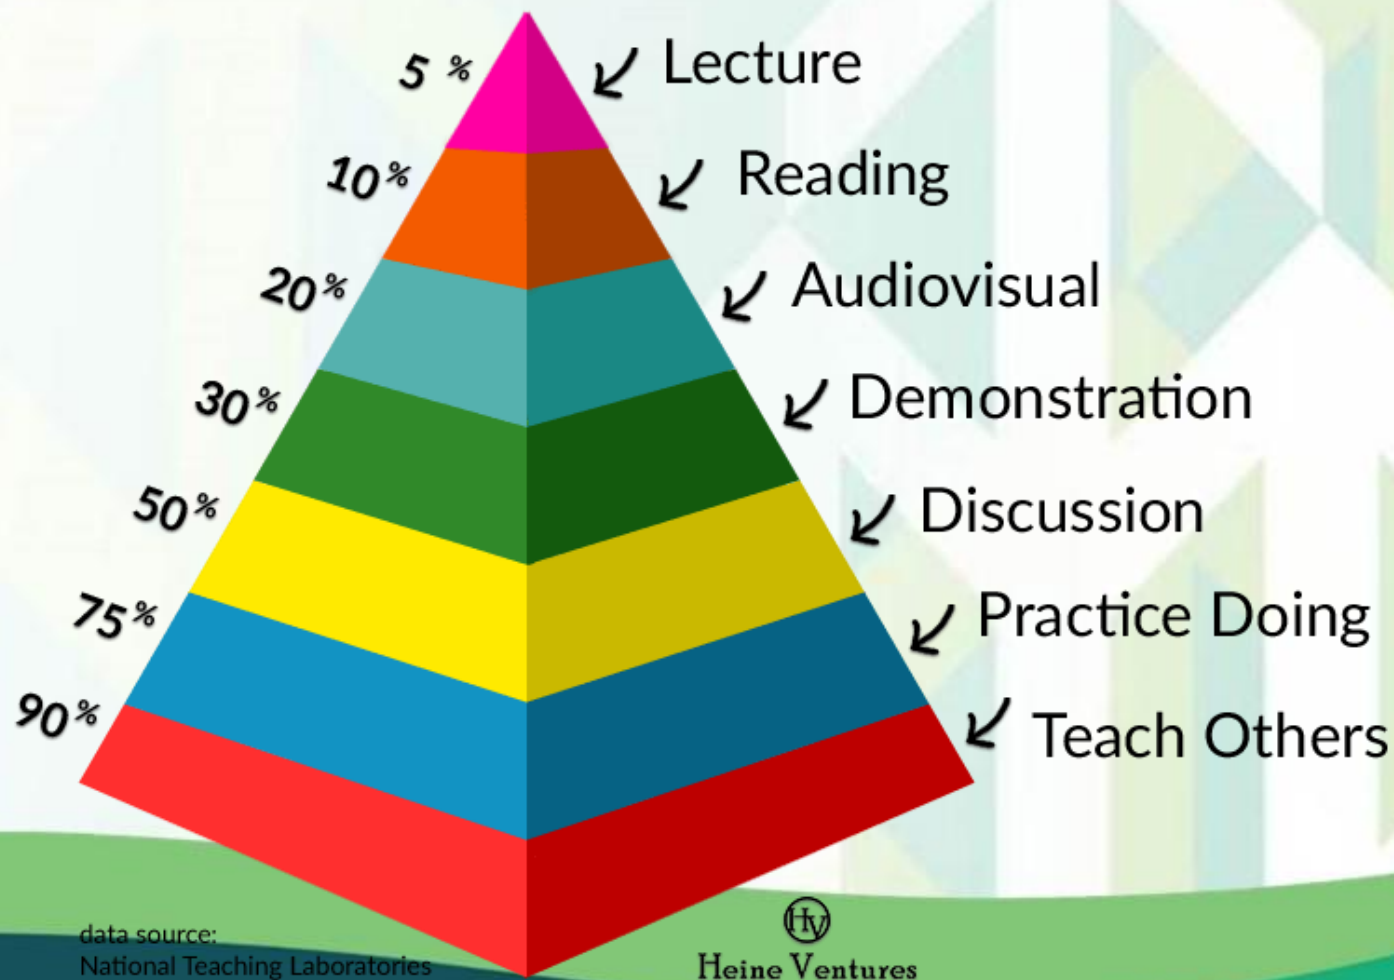 5 %
Lecture
10%
Reading
20%
Audiovisual
30%
Demonstration
50%
Discussion
75%
Practice Doing
90%
Teach Others
data source:
National Teaching Laboratories
HV
Heine Ventures